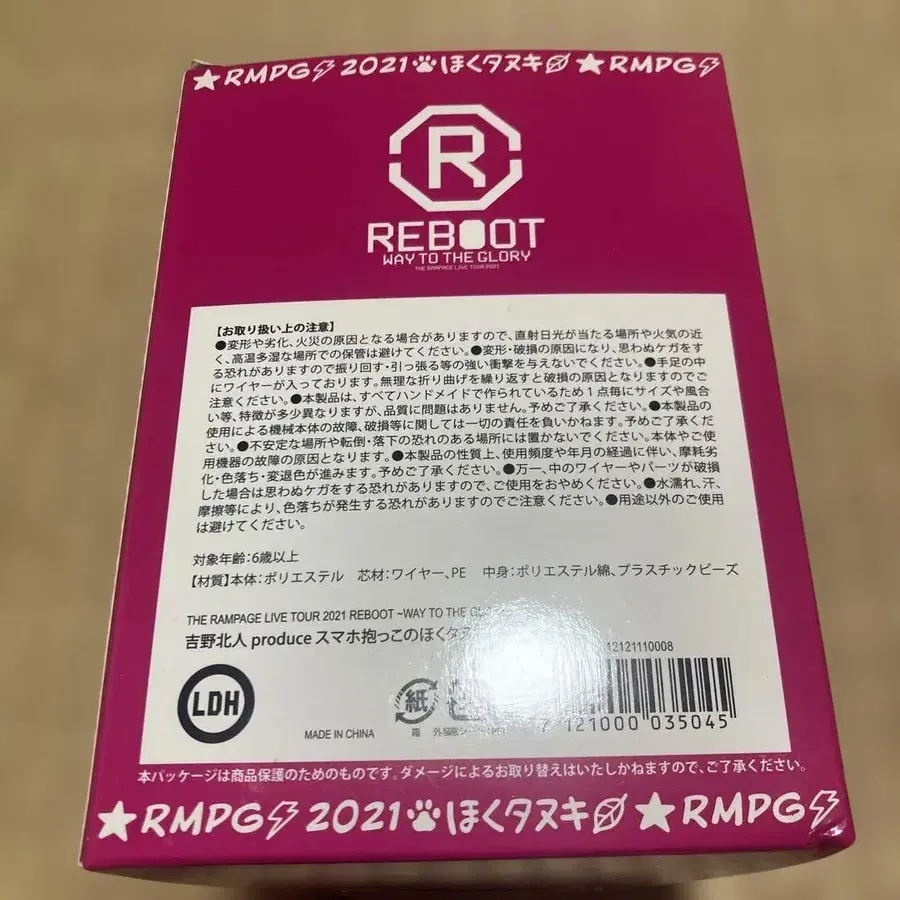 ★RMPG 2021 ほくタヌキ ★RMPG
R
REBOOT
WAY TO THE GLORY
THE RAMPAGE LIVE TOUR 2021
【お取り扱い上の注意】
●変形や劣化、火災の原因となる場合がありますので、直射日光が当たる場所や火気の近
く、高温多湿な場所での保管は避けてください。●変形・破損の原因になり、思わぬケガをす
る恐れがありますので振り回す・引っ張る等の強い衝撃を与えないでください。●手足の中
にワイヤーが入っております。無理な折り曲げを繰り返すと破損の原因となりますのでご
注意ください。●本製品は、すべてハンドメイドで作られているため1点毎にサイズや風合
い等、特徴が多少異なりますが、品質に問題はありません。予めご了承ください。●本製品の
使用による機械本体の故障、破損等に関しては一切の責任を負いかねます。予めご了承くださ
い。●不安定な場所や転倒・落下の恐れのある場所には置かないでください。本体やご使
用機器の故障の原因となります。●本製品の性質上、使用頻度や年月の経過に伴い、摩耗劣
化・色落ち・変退色が進みます。予めご了承ください。●万一、中のワイヤーやパーツが破損
した場合は思わぬケガをする恐れがありますので、ご使用をおやめください。●水濡れ、汗、
摩擦等により、色落ちが発生する恐れがありますのでご注意ください。●用途以外のご使用
は避けてください。
対象年齢:6歳以上
【材質】本体:ポリエステル 芯材:ワイヤー、PE 中身:ポリエステル綿、プラスチックビーズ
THE RAMPAGE LIVE TOUR 2021 REBOOT ~WAY TO THE
吉野北人 produce スマホ抱っこのほくタヌ
12121110008
LDH
MADE IN CHINA
紙
箱
121000 035045
本パッケージは商品保護のためのものです。ダメージによるお取り替えはいたしかねますので、ご了承ください。
★RMPG 2021 ほくタヌキ ★RMPG